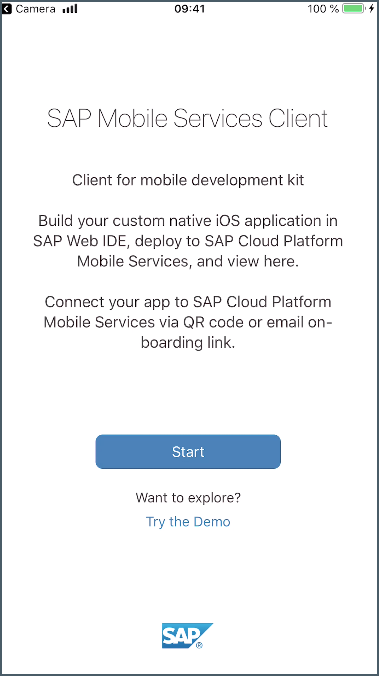 Camera 09:41 100 %
SAP Mobile Services Client
Client for mobile development kit
Build your custom native iOS application in
SAP Web IDE, deploy to SAP Cloud Platform
Mobile Services, and view here.
Connect your app to SAP Cloud Platform
Mobile Services via QR code or email on-
boarding link.
Start
Want to explore?
Try the Demo
SAP®